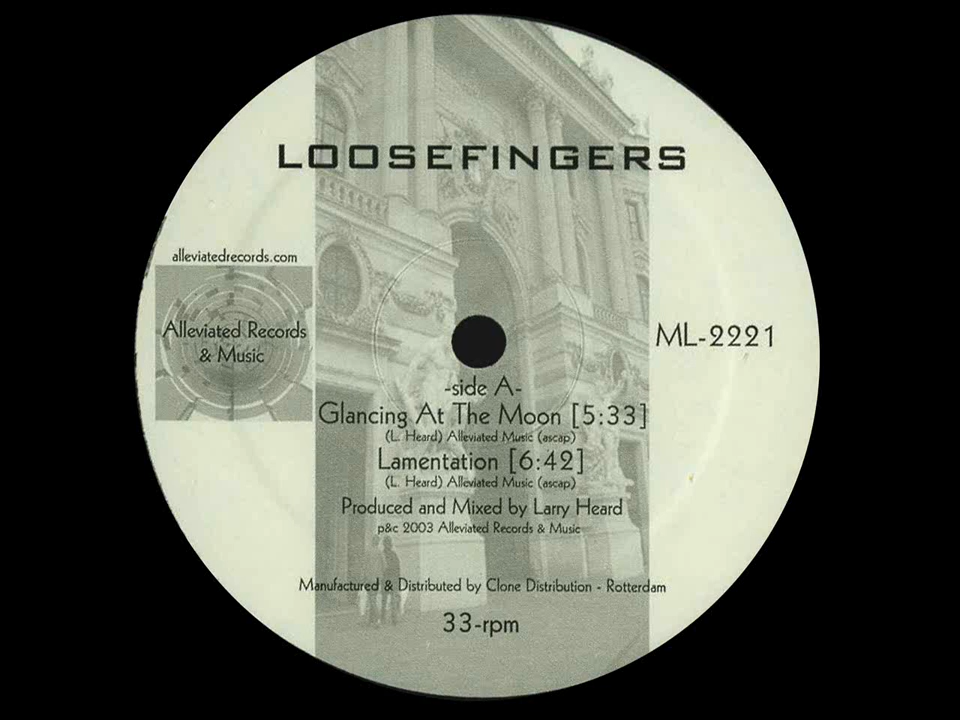 LOOSEFINGERS
alleviatedrecords.com
Alleviated Records
& Music
ML-2221
-side A-
Glancing At The Moon [5:33]
(L. Heard) Alleviated Music (ascap)
Lamentation [6:42]
(L. Heard) Alleviated Music (ascap)
Produced and Mixed by Larry Heard
p&c 2003 Alleviated Records & Music
Manufactured & Distributed by Clone Distribution - Rotterdam
33-rpm